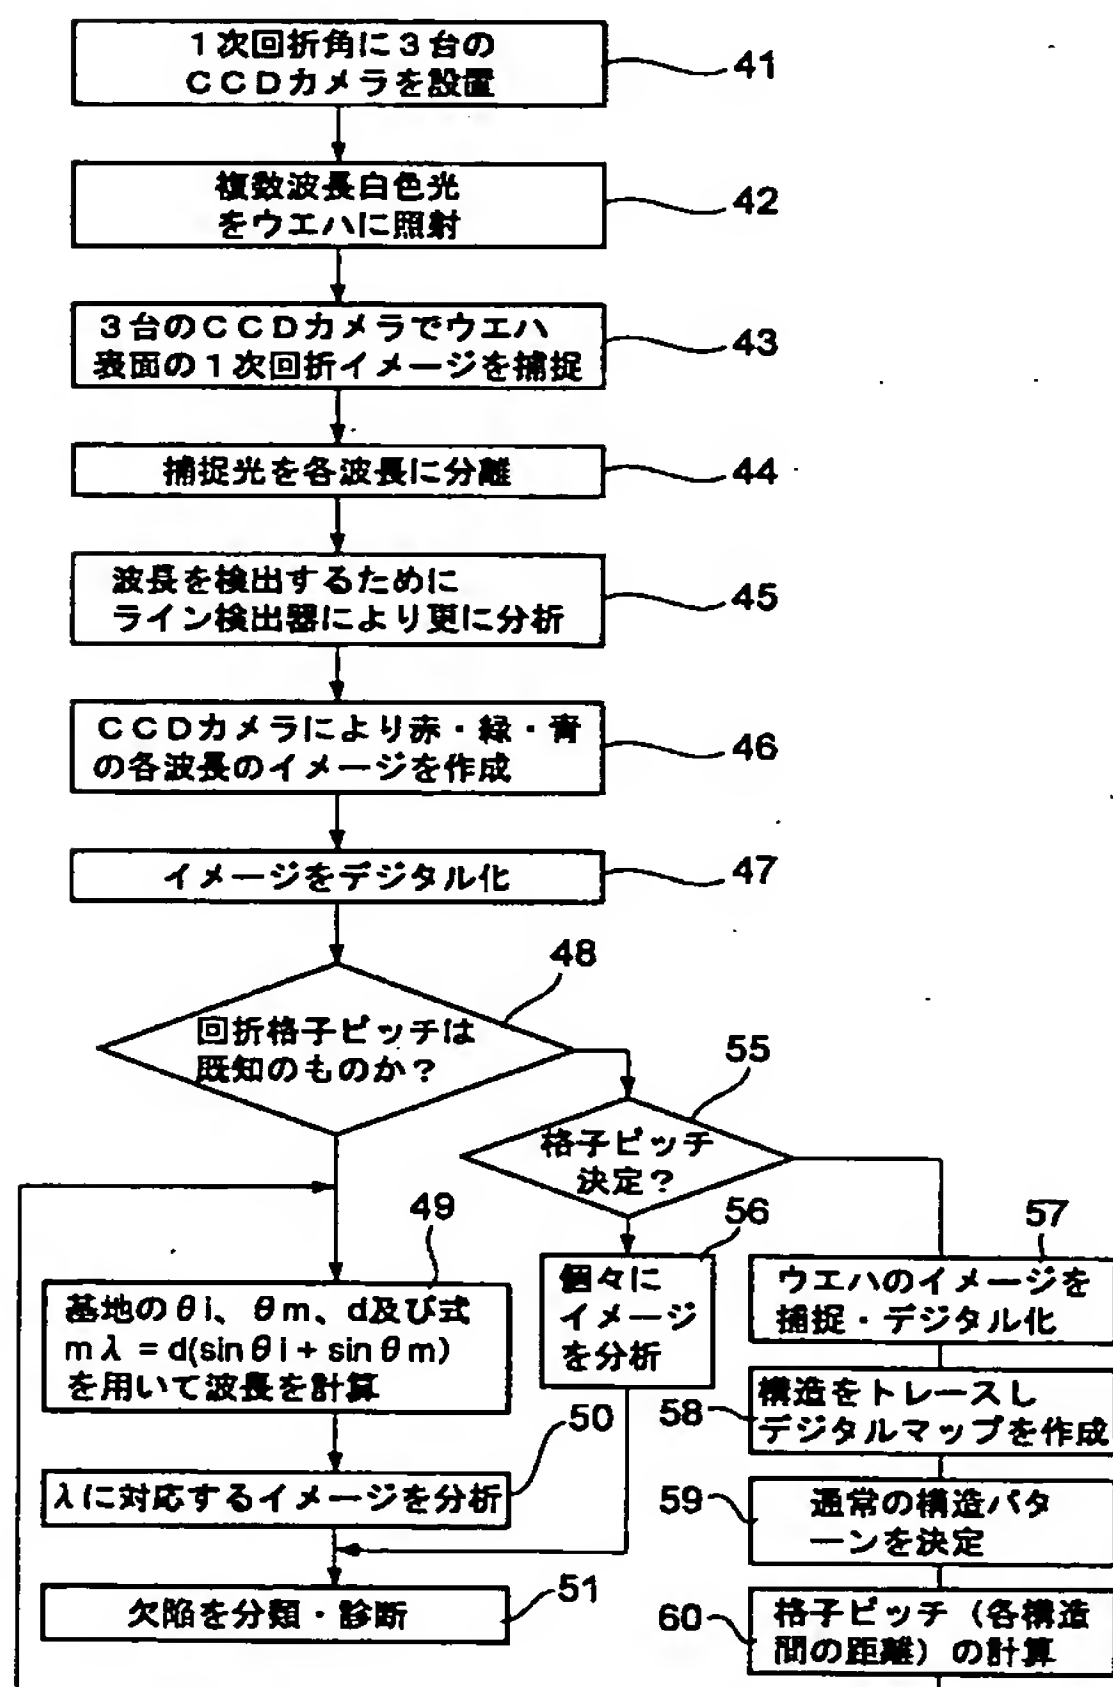 1次回折角に3台の
CCDカメラを設置
41
複数波長白色光
をウエハに照射
42
3台のCCDカメラでウエハ
表面の1次回折イメージを捕捉
43
捕捉光を各波長に分離
44
波長を検出するために
ライン検出器により更に分析
45
CCDカメラにより赤・緑・青
の各波長のイメージを作成
46
イメージをデジタル化
47
48
回折格子ピッチは
既知のものか?
55
格子ピッチ
決定?
49
基地のθi、θm、d及び式
mλ=d(sinθi+sinθm)
を用いて波長を計算
56
個々に
イメージ
を分析
57
ウエハのイメージを
捕捉・デジタル化
50
λに対応するイメージを分析
58
構造をトレースし
デジタルマップを作成
59
通常の構造パタ
ーンを決定
51
欠陥を分類・診断
60
格子ピッチ(各構造
間の距離)の計算